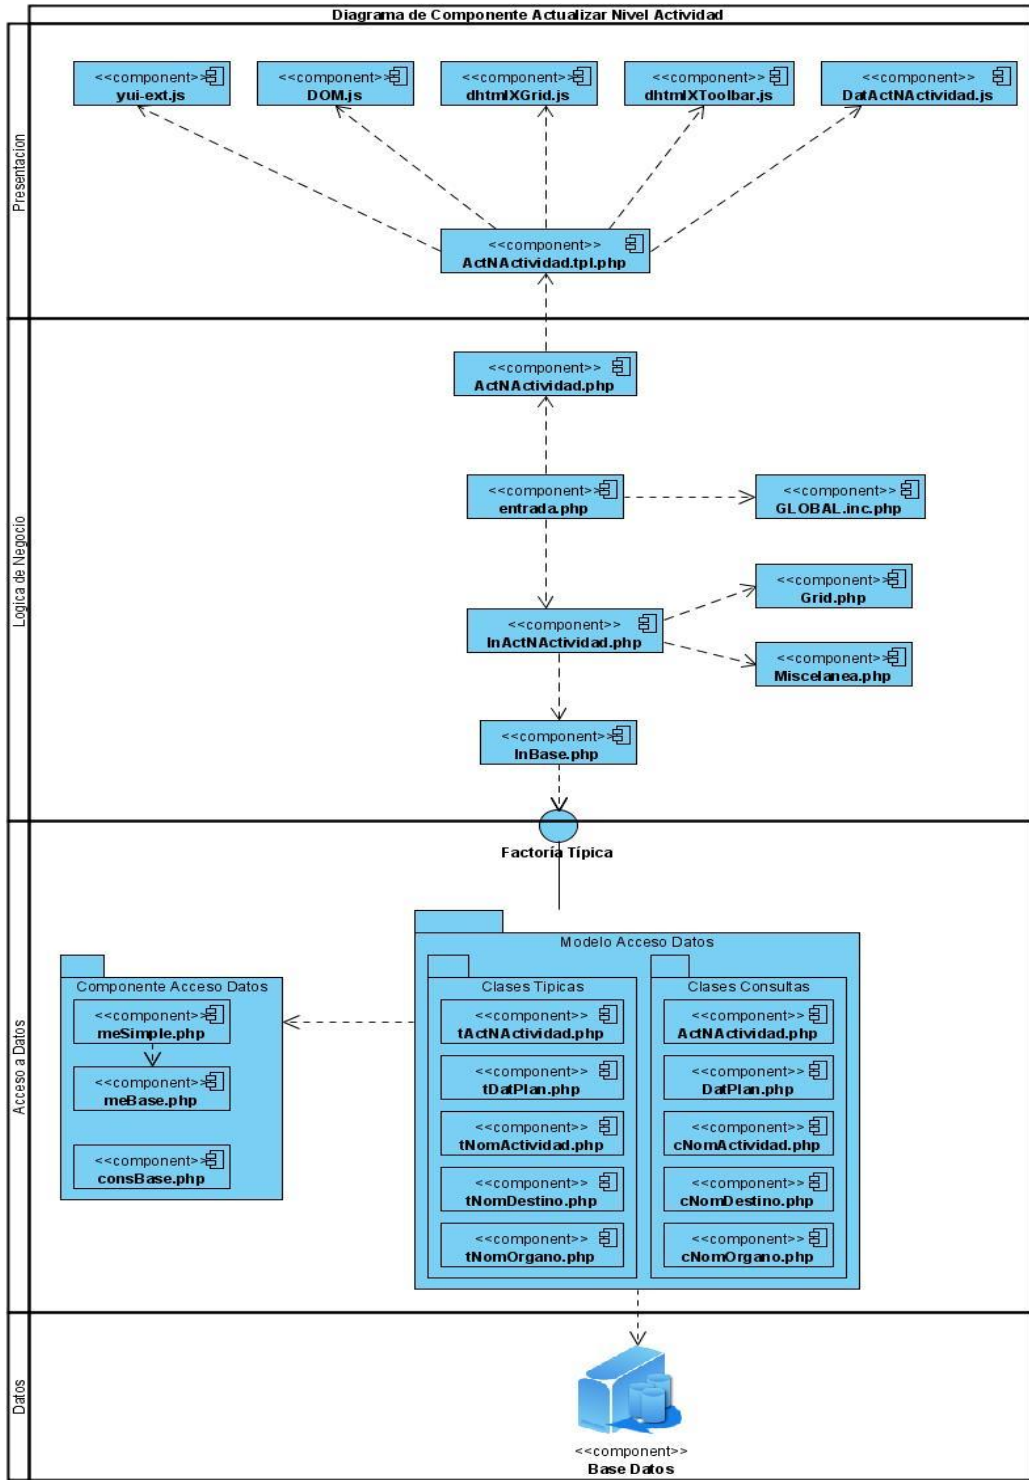 Diagrama de Componente Actualizar Nivel Actividad
Presentacion
<<component>>
yui-ext.js
<<component>>
DOM.js
<<component>>
dhtmlXGrid.js
<<component>>
dhtmlXToolbar.js
<<component>>
DatActNActividad.js
<<component>>
ActNActividad.tpl.php
Logica de Negocio
<<component>>
ActNActividad.php
<<component>>
entrada.php
<<component>>
GLOBAL.inc.php
<<component>>
Grid.php
<<component>>
InActNActividad.php
<<component>>
Miscelanea.php
<<component>>
InBase.php
Acceso a Datos
Factoría Típica
Modelo Acceso Datos
Componente Acceso Datos
<<component>>
meSimple.php
<<component>>
meBase.php
<<component>>
consBase.php
Clases Tipicas
<<component>>
tActNActividad.php
<<component>>
tDatPlan.php
<<component>>
tNomActividad.php
<<component>>
tNomDestino.php
<<component>>
tNomOrgano.php
Clases Consultas
<<component>>
ActNActividad.php
<<component>>
DatPlan.php
<<component>>
cNomActividad.php
<<component>>
cNomDestino.php
<<component>>
cNomOrgano.php
Datos
<<component>>
Base Datos